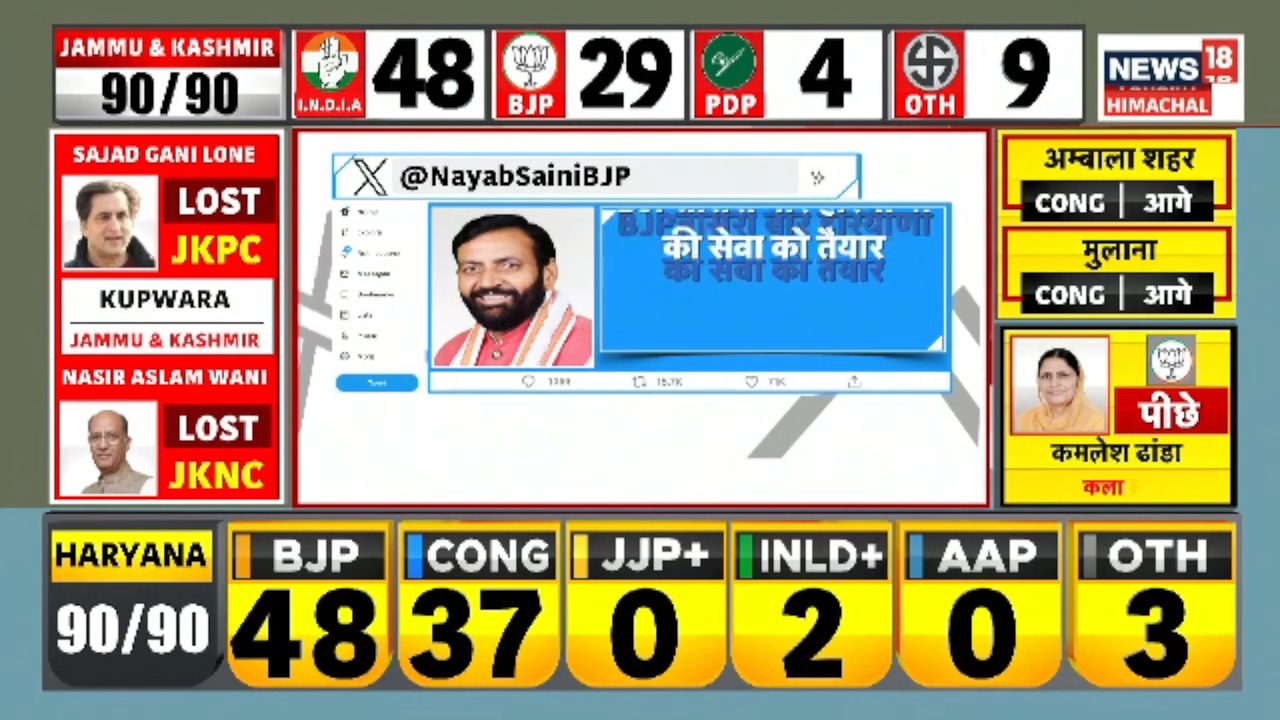 JAMMU & KASHMIR
90/90
I.N.D.I.A
48
BJP
29
PDP
4
OTH
9
NEWS 18
HIMACHAL
SAJAD GANI LONE
LOST
JKPC
KUPWARA
JAMMU & KASHMIR
NASIR ASLAM WANI
LOST
JKNC
@NayabSainiBJP
की सेवा को तैयार
अम्बाला शहर
CONG | आगे
मुलाना
CONG | आगे
पीछे
कमलेश ढांडा
कला
HARYANA
90/90
BJP
48
CONG
37
JJP+
0
INLD+
2
AAP
0
OTH
3